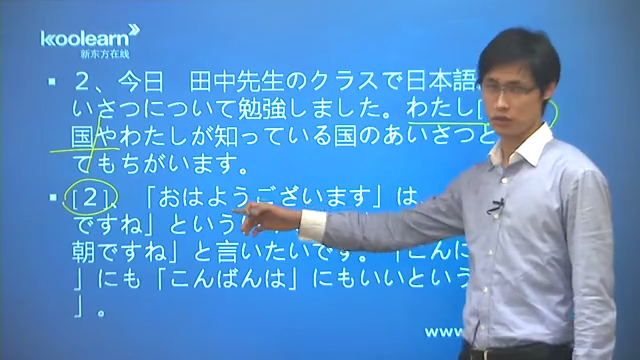 koolearn
新东方在线
２、今日　田中先生のクラスで日本語
いさつについて勉強しました。わたし
国やわたしが知っている国のあいさつと
てもちがいます。
[２]、「おはようございます」は、
ですね」という
朝ですね」と言いたいです。「こんに
」にも「こんばんは」にもいいという
」。
www.